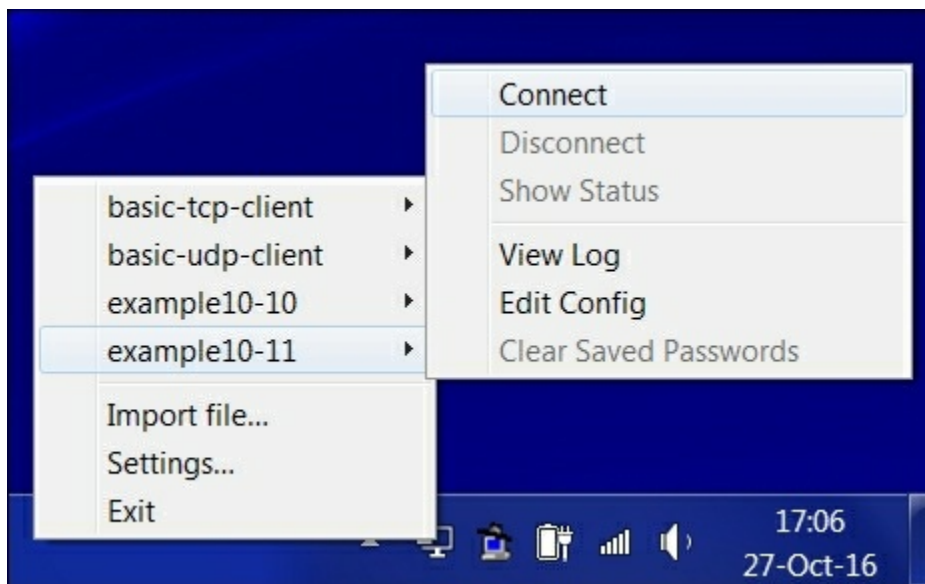 Connect
Disconnect
Show Status
View Log
Edit Config
Clear Saved Passwords
basic-tcp-client
basic-udp-client
example10-10
example10-11
Import file...
Settings...
Exit
17:06
27-Oct-16